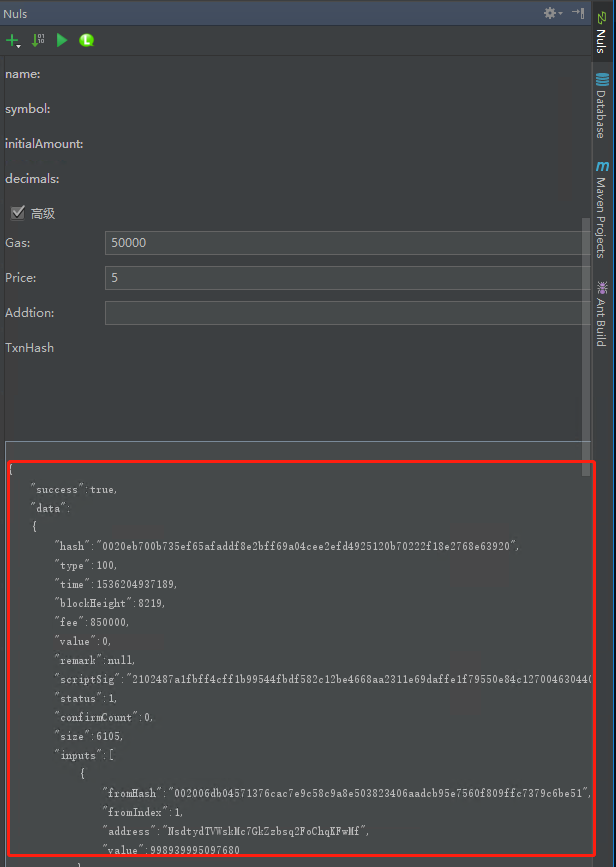 Nuls
name:
symbol:
initialAmount:
decimals:
高级
Gas:
50000
Price:
5
Addtion:
TxnHash
{
"success":true,
"data":
{
"hash":"0020eb700b735ef65afaddf8e2bff69a04cee2efd4925120b70222f18e2768e63920",
"type":100,
"time":1536204937189,
"blockHeight":8219,
"fee":850000,
"value":0,
"remark":null,
"scriptSig":"2102487a1fbff4cff1b99544fbdf582c12be4668aa2311e69daffe1f79550e84c12700463044
"status":1,
"confirmCount":0,
"size":6105,
"inputs":[
{
"fromHash":"002006db04571376cac7e9c58c9a8e503823406aadcb95e7560f809ffc7379c6be51",
"fromIndex":1,
"address":"NsdtydTVWskMc7GkZzbsq2FoChqKFwMf",
"value":998939995097680
Nuls
Database
Maven Projects
Ant Build